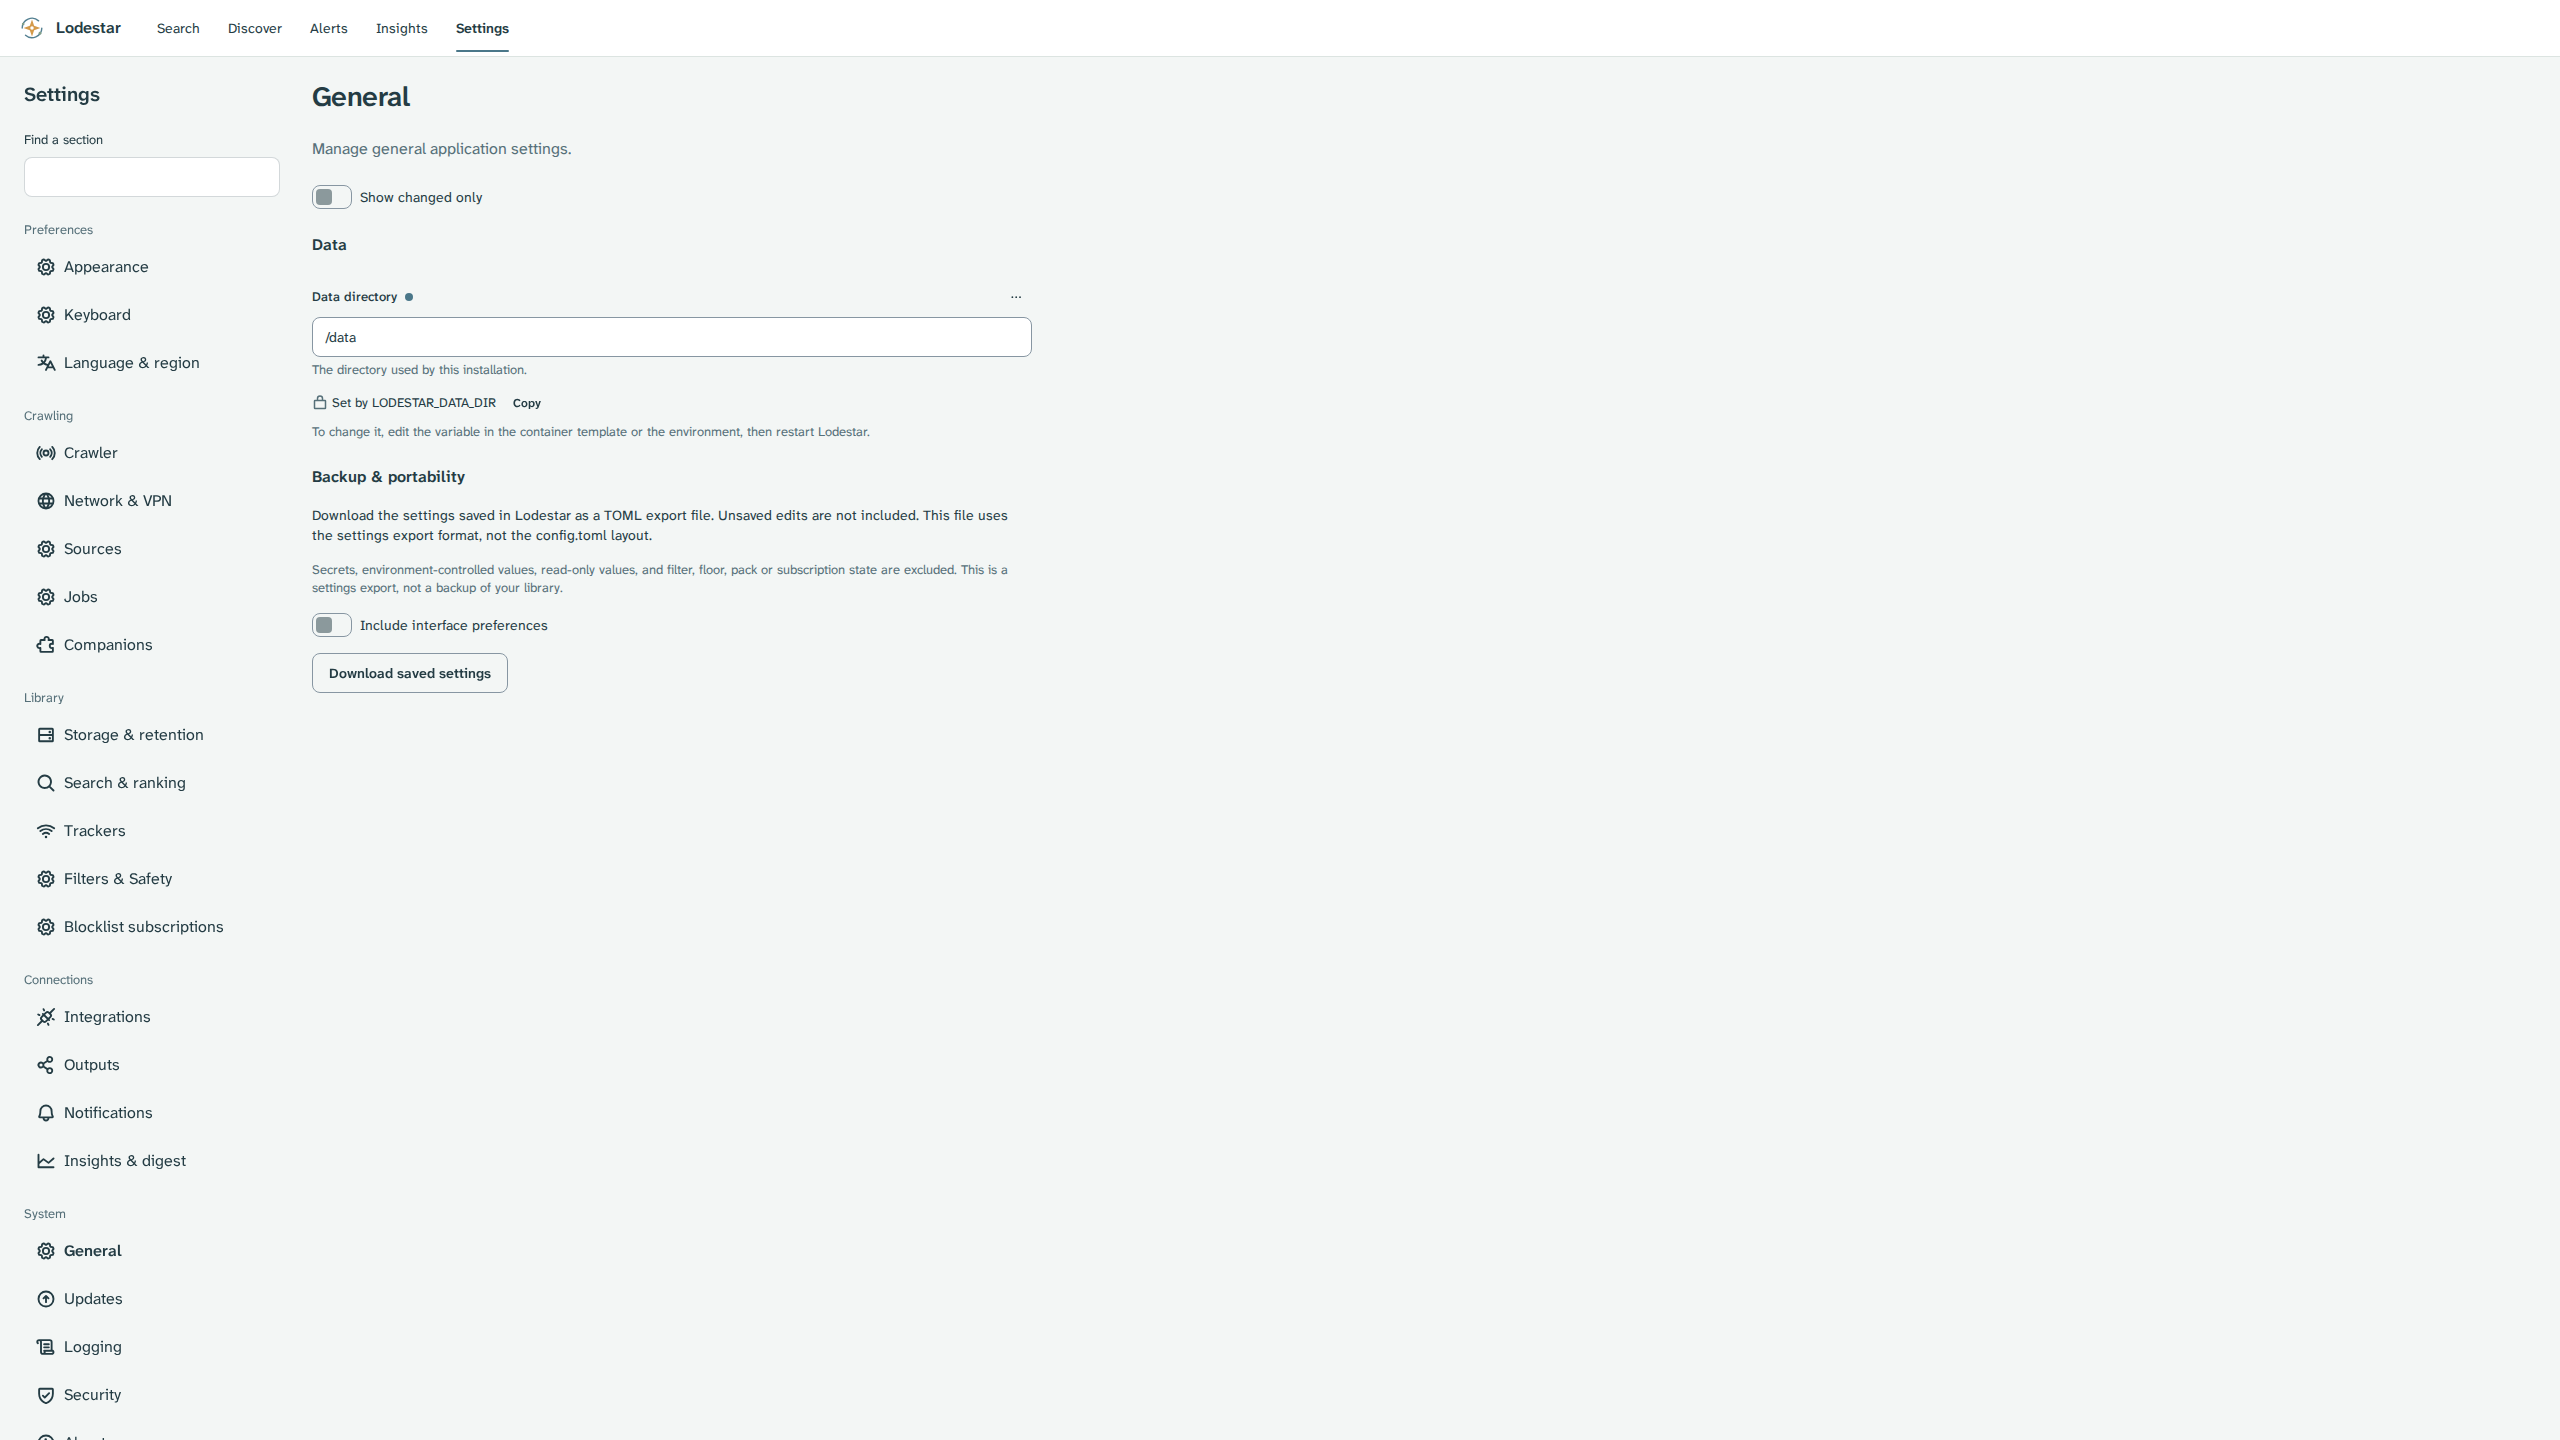 Lodestar
Search
Discover
Alerts
Insights
Settings
Settings
Find a section
Preferences
Appearance
Keyboard
Language & region
Crawling
Crawler
Network & VPN
Sources
Jobs
Companions
Library
Storage & retention
Search & ranking
Trackers
Filters & Safety
Blocklist subscriptions
Connections
Integrations
Outputs
Notifications
Insights & digest
System
General
Updates
Logging
Security
General
Manage general application settings.
Show changed only
Data
Data directory
...
/data
The directory used by this installation.
Set by LODESTAR_DATA_DIR
Copy
To change it, edit the variable in the container template or the environment, then restart Lodestar.
Backup & portability
Download the settings saved in Lodestar as a TOML export file. Unsaved edits are not included. This file uses
the settings export format, not the config.toml layout.
Secrets, environment-controlled values, read-only values, and filter, floor, pack or subscription state are excluded. This is a
settings export, not a backup of your library.
Include interface preferences
Download saved settings